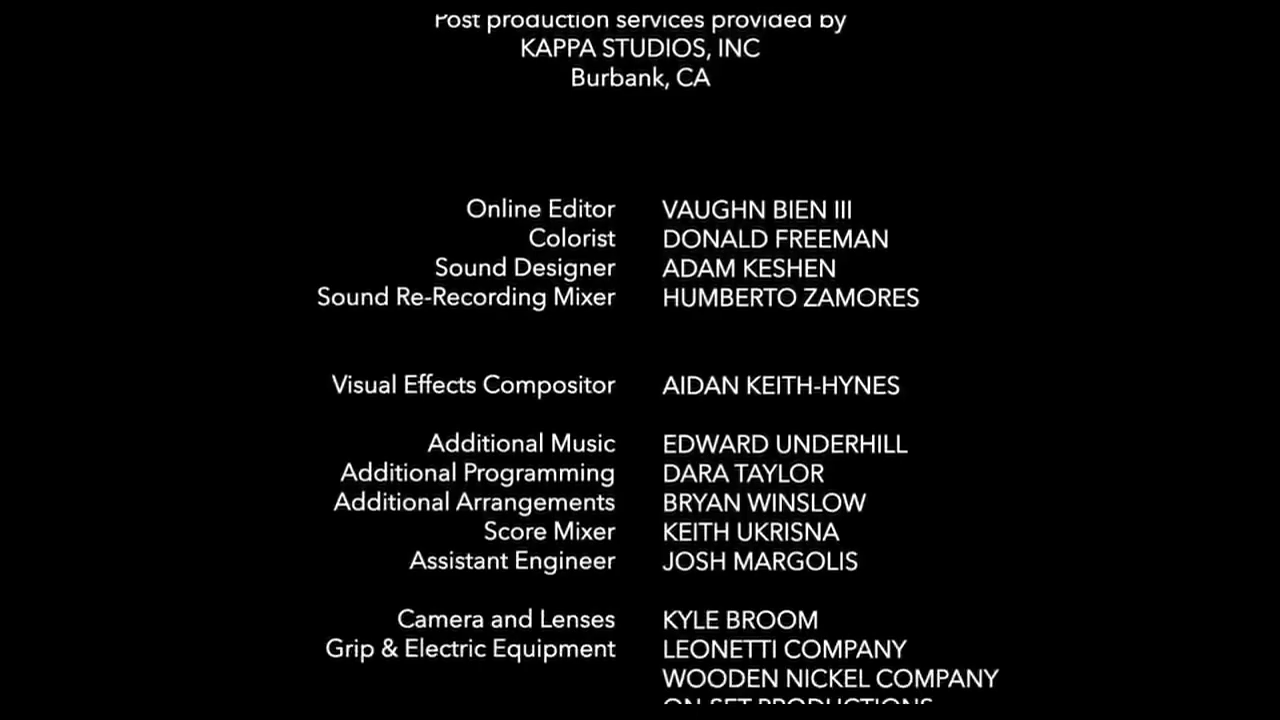 Post production services provided by
KAPPA STUDIOS, INC
Burbank, CA
Online Editor VAUGHN BIEN III
Colorist DONALD FREEMAN
Sound Designer ADAM KESHEN
Sound Re-Recording Mixer HUMBERTO ZAMORES
Visual Effects Compositor AIDAN KEITH-HYNES
Additional Music EDWARD UNDERHILL
Additional Programming DARA TAYLOR
Additional Arrangements BRYAN WINSLOW
Score Mixer KEITH UKRISNA
Assistant Engineer JOSH MARGOLIS
Camera and Lenses KYLE BROOM
Grip & Electric Equipment LEONETTI COMPANY
WOODEN NICKEL COMPANY
ON-SET PRODUCTIONS